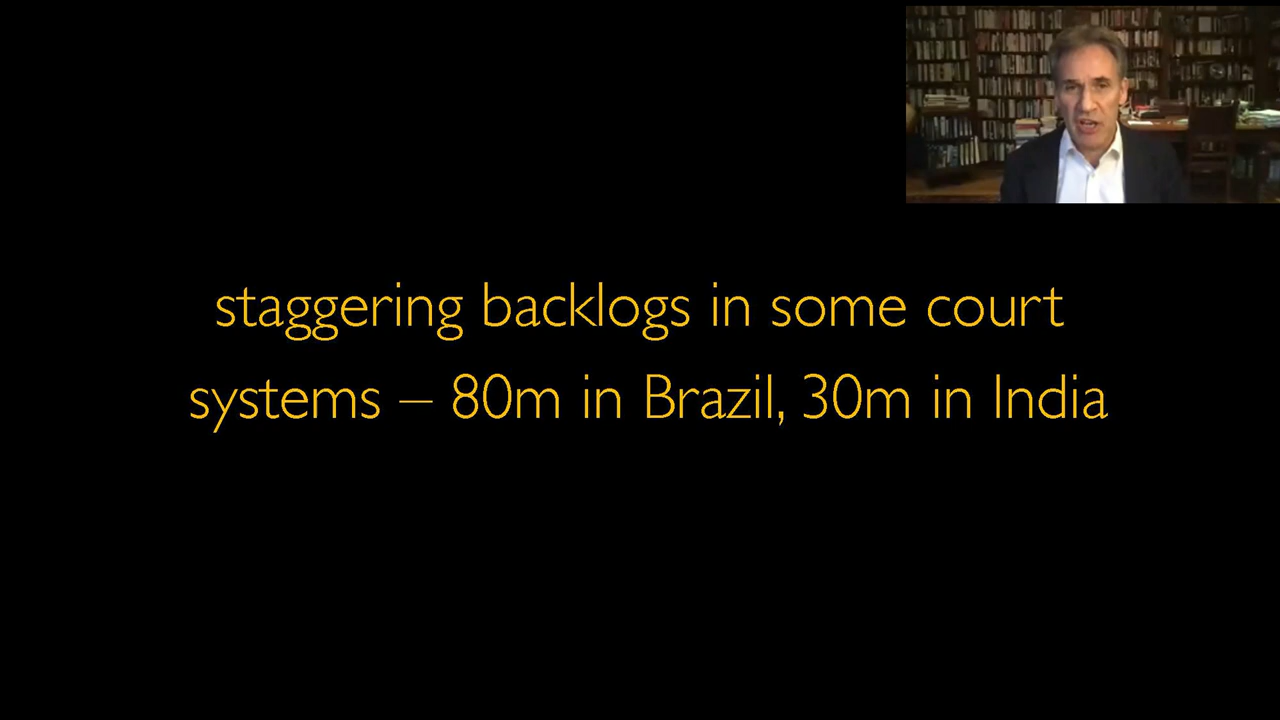 staggering backlogs in some court
systems – 80m in Brazil, 30m in India